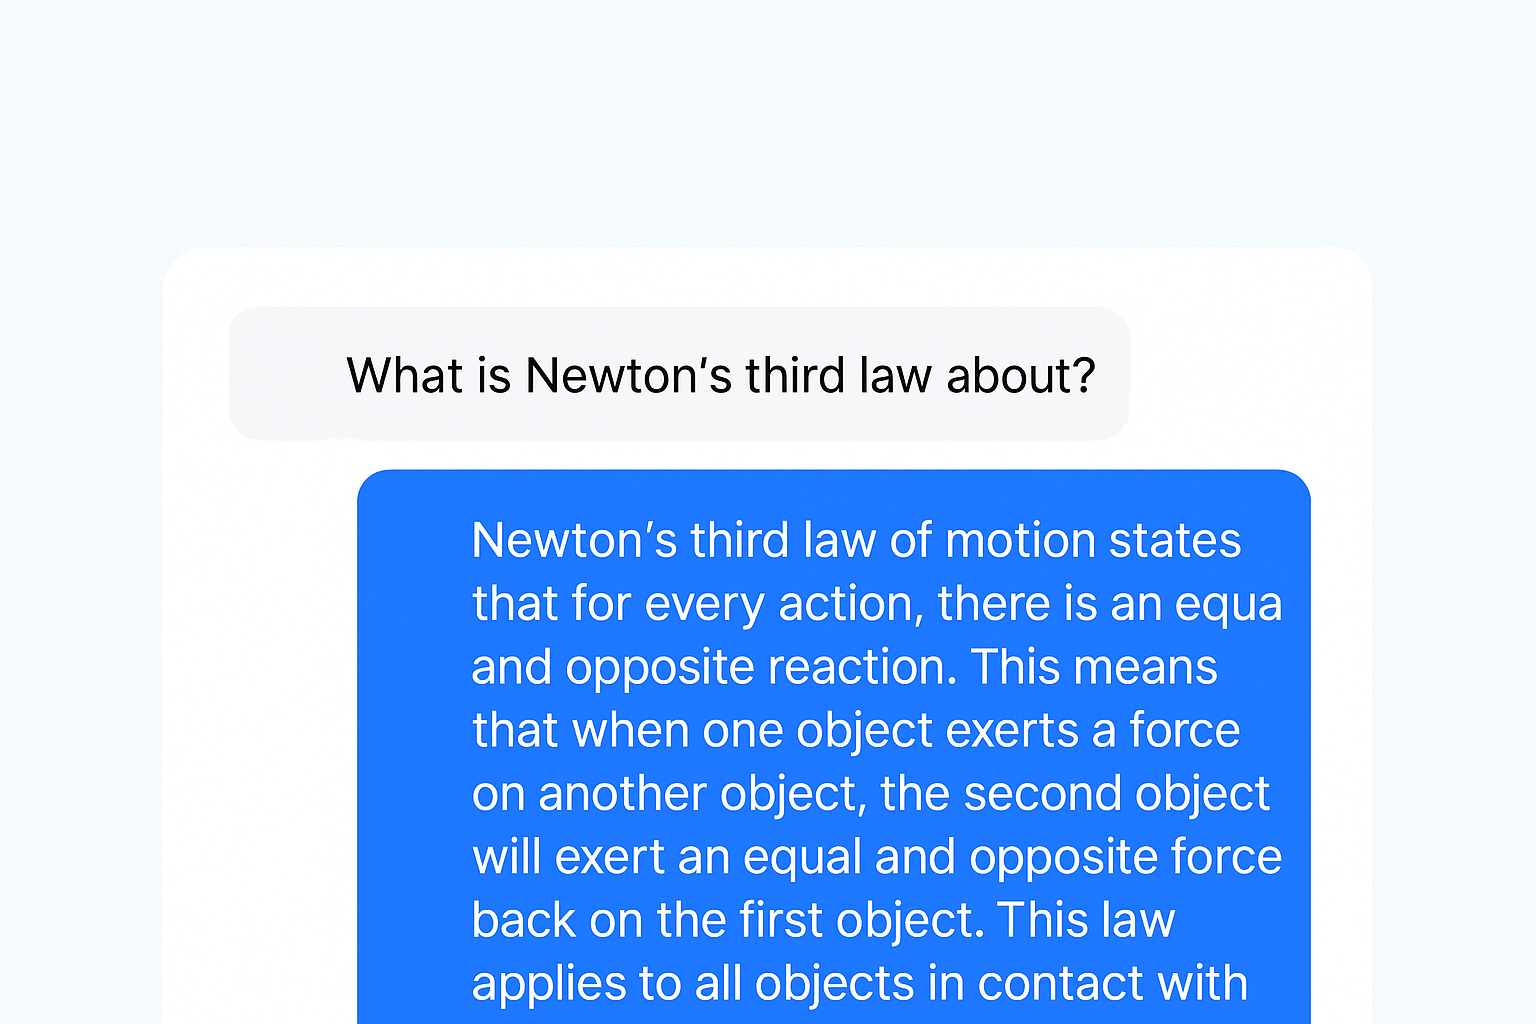 What is Newton's third law about?
Newton's third law of motion states
that for every action, there is an equa
and opposite reaction. This means
that when one object exerts a force
on another object, the second object
will exert an equal and opposite force
back on the first object. This law
applies to all objects in contact with